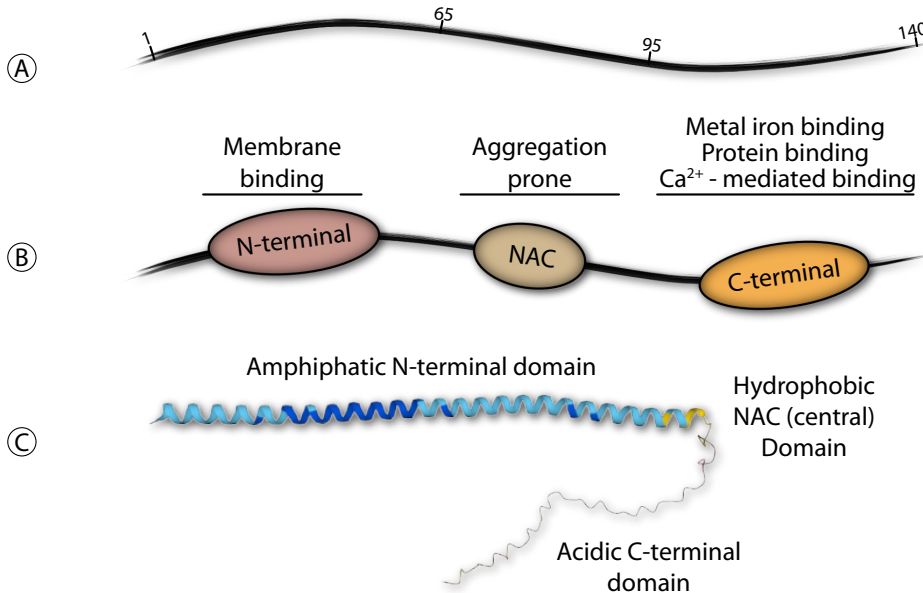 A
1
65
95
140
Membrane
binding
Aggregation
prone
Metal iron binding
Protein binding
Ca²⁺ - mediated binding
B
N-terminal
NAC
C-terminal
Amphiphatic N-terminal domain
C
Hydrophobic
NAC (central)
Domain
Acidic C-terminal
domain